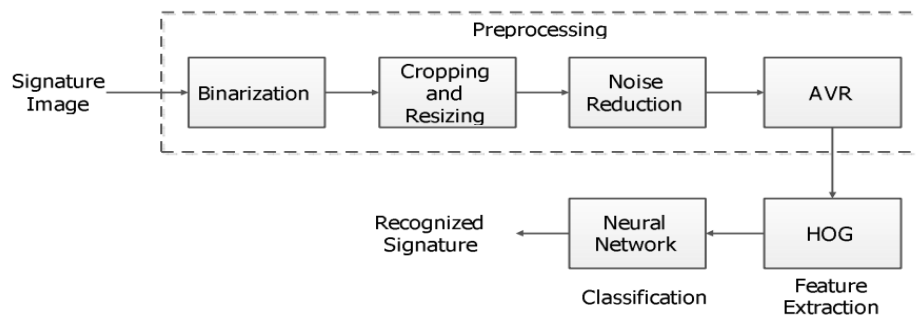 Preprocessing
Signature
Image
Binarization
Cropping
and
Resizing
Noise
Reduction
AVR
Recognized
Signature
Neural
Network
HOG
Classification
Feature
Extraction